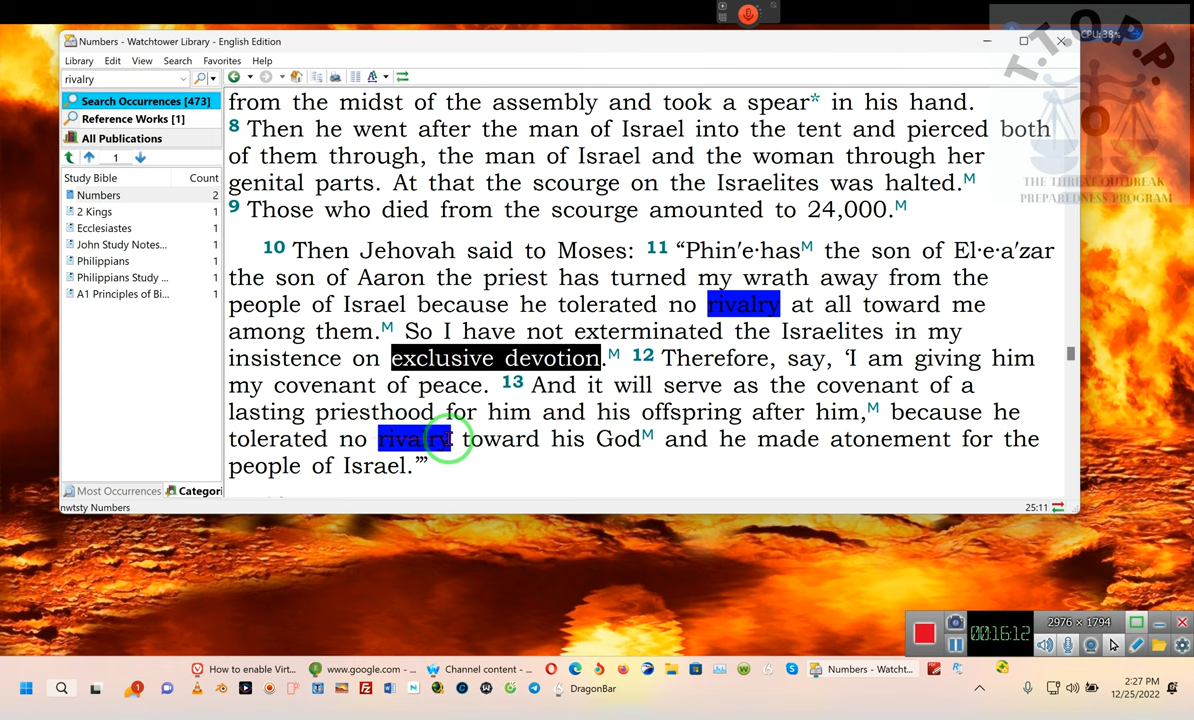 CPU: 38%
T.T.O.P.P.
O
THE THREAT OUTBREAK
PREPAREDNESS PROGRAM
Numbers - Watchtower Library - English Edition
Library Edit View Search Favorites Help
rivalry
Search Occurrences [473]
Reference Works [1]
All Publications
1
Study Bible Count
Numbers 2
2 Kings 1
Ecclesiastes 1
John Study Notes... 1
Philippians 1
Philippians Study ... 1
A1 Principles of Bi... 1
Most Occurrences Categori
nwtsty Numbers
from the midst of the assembly and took a spear* in his hand.
8 Then he went after the man of Israel into the tent and pierced both
of them through, the man of Israel and the woman through her
genital parts. At that the scourge on the Israelites was halted.M
9 Those who died from the scourge amounted to 24,000.M
10 Then Jehovah said to Moses: 11 “Phin′e·hasM the son of El·e·a′zar
the son of Aaron the priest has turned my wrath away from the
people of Israel because he tolerated no rivalry at all toward me
among them.M So I have not exterminated the Israelites in my
insistence on exclusive devotion.M 12 Therefore, say, ‘I am giving him
my covenant of peace. 13 And it will serve as the covenant of a
lasting priesthood for him and his offspring after him,M because he
tolerated no rivalry toward his GodM and he made atonement for the
people of Israel.’”
25:11
2976 × 1794
00:16:12
How to enable Virt...
www.google.com - ...
Channel content - ...
Numbers - Watcht...
DragonBar
2:27 PM
12/25/2022